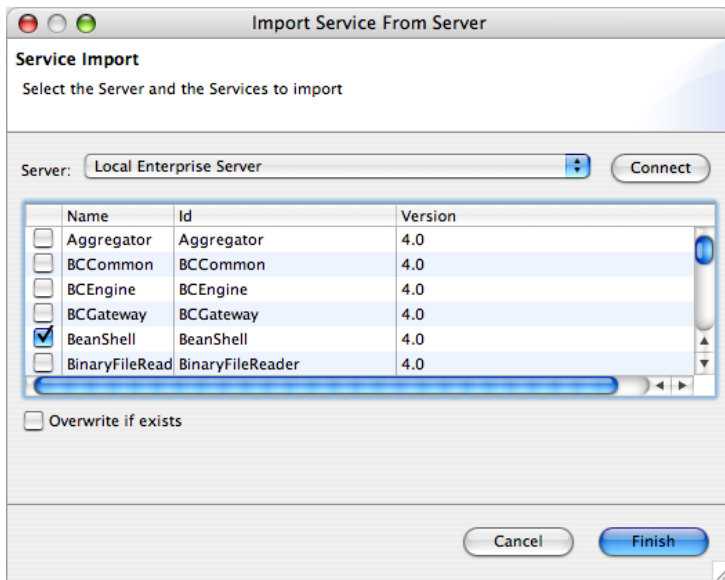 Import Service From Server
Service Import
Select the Server and the Services to import
Server: Local Enterprise Server Connect
Name Id Version
Aggregator Aggregator 4.0
BCCommon BCCommon 4.0
BCEngine BCEngine 4.0
BCGateway BCGateway 4.0
BeanShell BeanShell 4.0
BinaryFileRead BinaryFileReader 4.0
Overwrite if exists
Cancel Finish